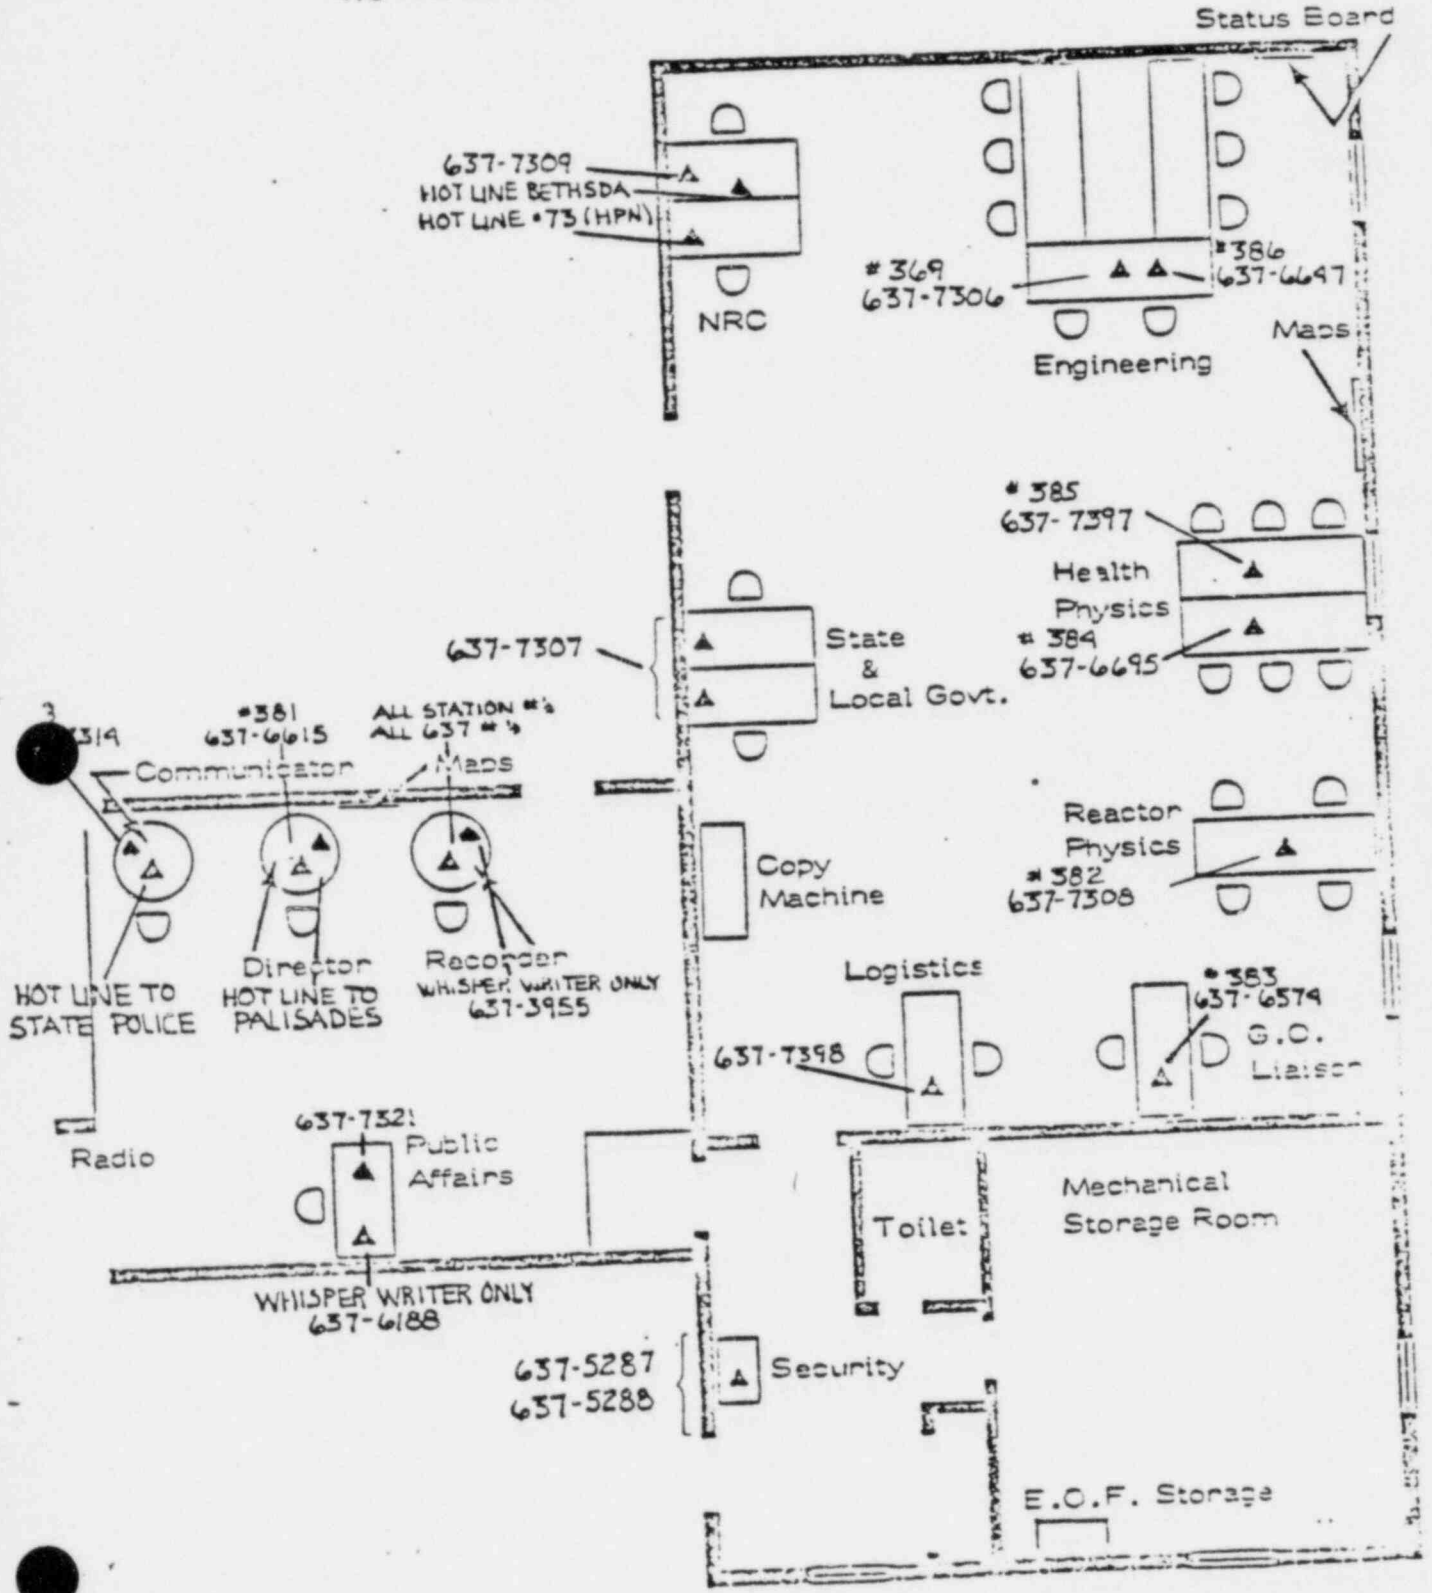 Status Board
637-7309
HOT LINE BETHSDA
HOT LINE #73 (HPN)
NRC
#369
637-7306
#386
637-6647
Engineering
Maps
#385
637-7397
Health
Physics
#384
637-6695
637-7307
State
&
Local Govt.
3
3314
#381
637-6615
ALL STATION #'s
ALL 637 #'s
Communicator
Maps
Reactor
Physics
#382
637-7308
Copy
Machine
Director
Recorder
HOT LINE TO
STATE POLICE
HOT LINE TO
PALISADES
WHISPER WRITER ONLY
637-3955
Logistics
637-7398
#383
637-6574
G.O.
Liaison
Radio
637-7321
Public
Affairs
WHISPER WRITER ONLY
637-6188
Toilet
Mechanical
Storage Room
637-5287
637-5288
Security
E.O.F. Storage